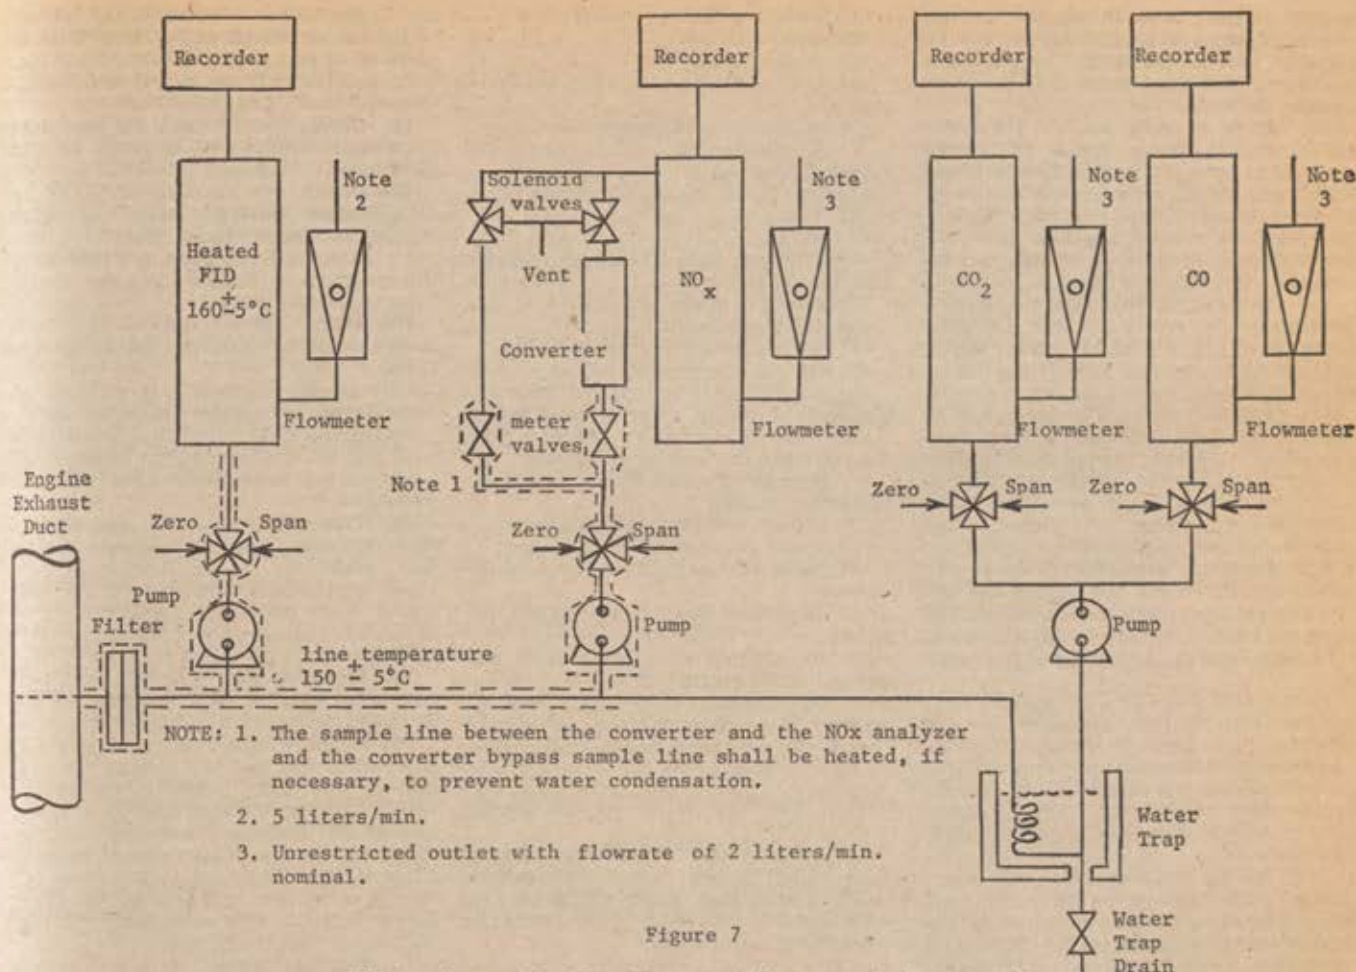 Recorder
Recorder
Recorder
Recorder
Note
2
Solenoid
valves
Note
3
Note
3
Note
3
Heated
FID
160±5°C
Vent
NOx
CO2
CO
Converter
Flowmeter
meter
valves
Flowmeter
Flowmeter
Flowmeter
Engine
Exhaust
Duct
Note 1
Zero
Span
Zero
Span
Zero
Span
Zero
Span
Pump
Filter
Pump
Pump
line temperature
150 ± 5°C
NOTE: 1. The sample line between the converter and the NOx analyzer
and the converter bypass sample line shall be heated, if
necessary, to prevent water condensation.
2. 5 liters/min.
3. Unrestricted outlet with flowrate of 2 liters/min.
nominal.
Water
Trap
Figure 7
Water
Trap
Drain